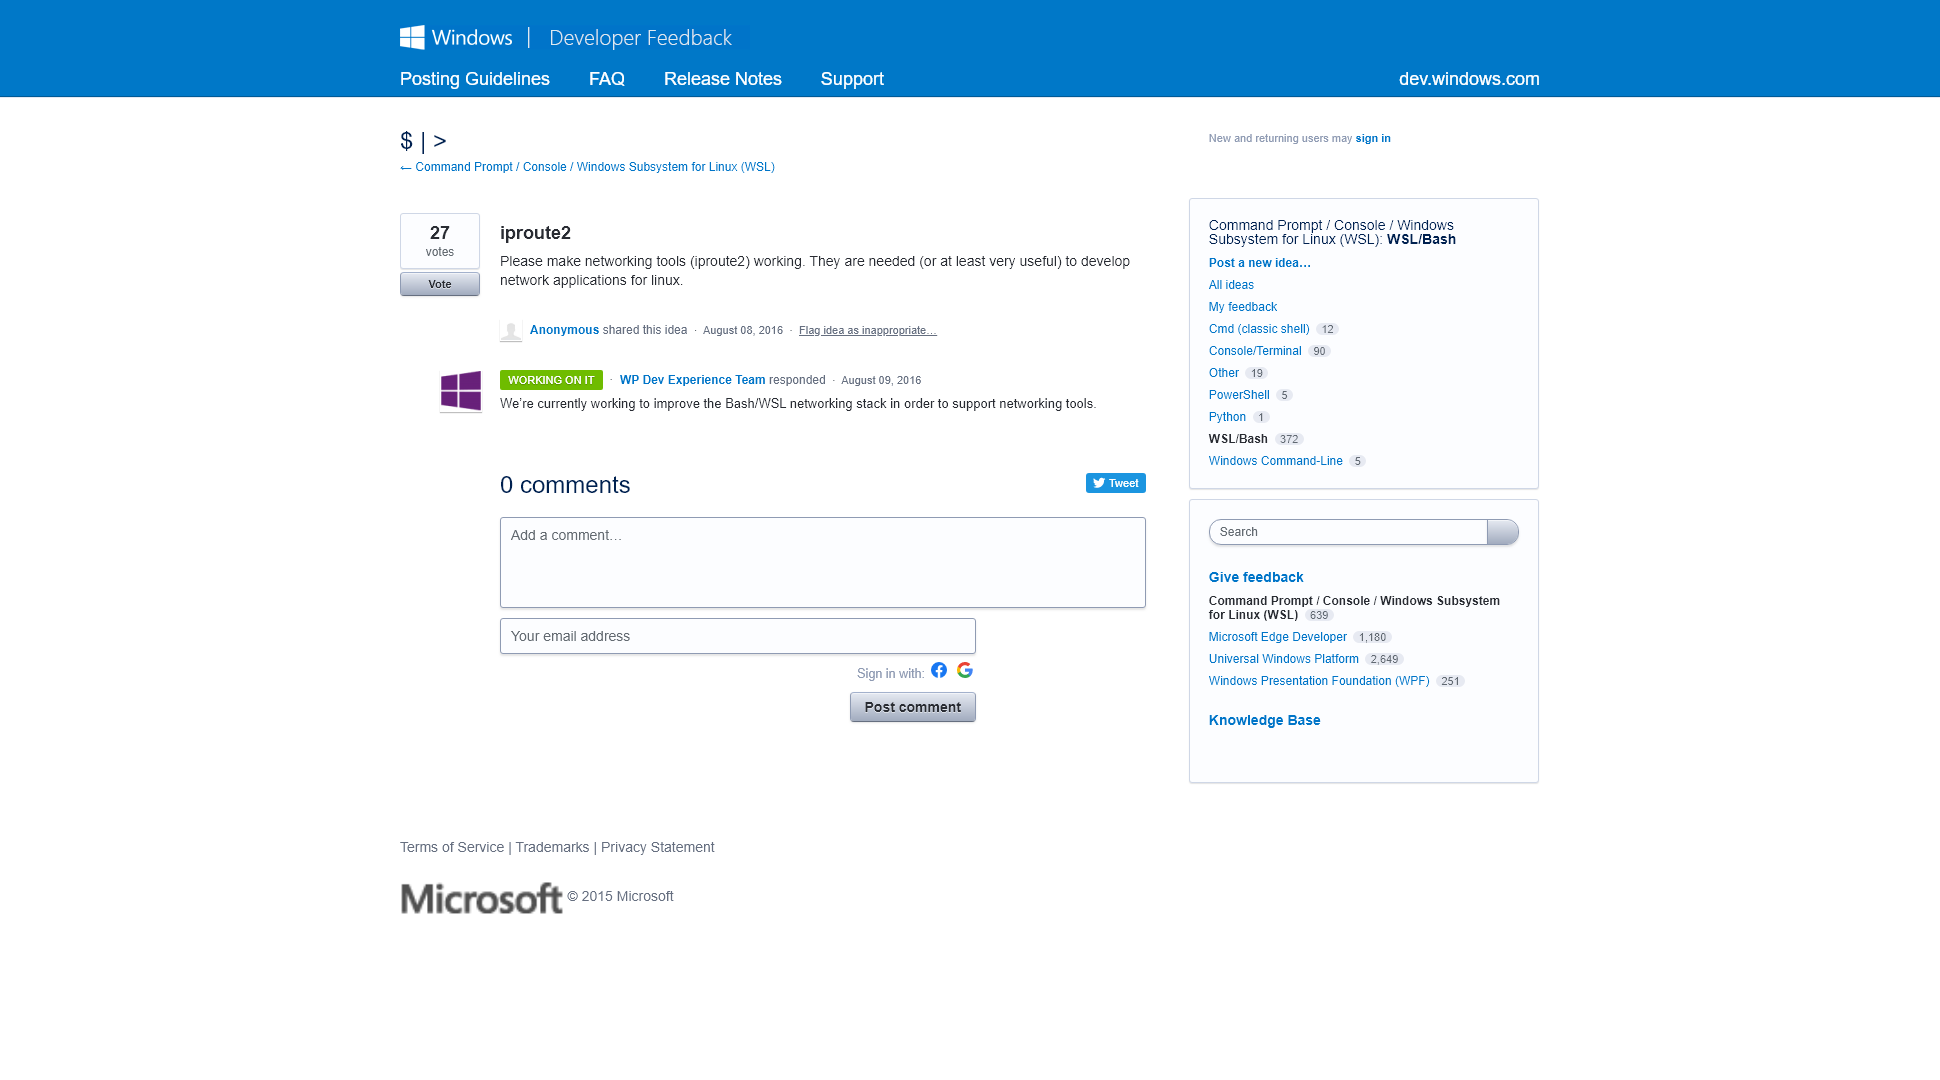 Windows | Developer Feedback
Posting Guidelines FAQ Release Notes Support dev.windows.com
$ | >
← Command Prompt / Console / Windows Subsystem for Linux (WSL)
New and returning users may sign in
27
votes
Vote
iproute2
Please make networking tools (iproute2) working. They are needed (or at least very useful) to develop
network applications for linux.
Anonymous shared this idea · August 08, 2016 · Flag idea as inappropriate…
WORKING ON IT · WP Dev Experience Team responded · August 09, 2016
We’re currently working to improve the Bash/WSL networking stack in order to support networking tools.
0 comments
Tweet
Add a comment…
Your email address
Sign in with:
Post comment
Command Prompt / Console / Windows
Subsystem for Linux (WSL): WSL/Bash
Post a new idea…
All ideas
My feedback
Cmd (classic shell) 12
Console/Terminal 90
Other 19
PowerShell 5
Python 1
WSL/Bash 372
Windows Command-Line 5
Search
Give feedback
Command Prompt / Console / Windows Subsystem
for Linux (WSL) 639
Microsoft Edge Developer 1,180
Universal Windows Platform 2,649
Windows Presentation Foundation (WPF) 251
Knowledge Base
Terms of Service | Trademarks | Privacy Statement
Microsoft © 2015 Microsoft